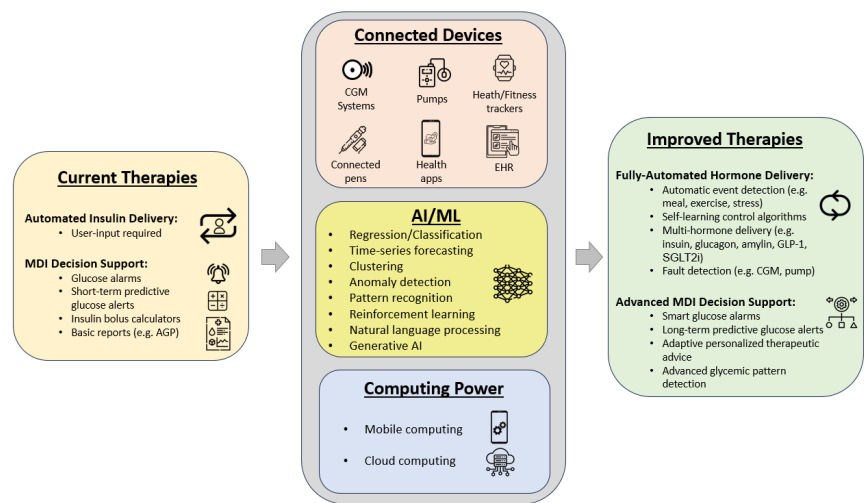 Current Therapies
Automated Insulin Delivery:
• User-input required
MDI Decision Support:
• Glucose alarms
• Short-term predictive
glucose alerts
• Insulin bolus calculators
• Basic reports (e.g. AGP)
Connected Devices
CGM
Systems
Pumps
Heath/Fitness
trackers
Connected
pens
Health
apps
EHR
AI/ML
• Regression/Classification
• Time-series forecasting
• Clustering
• Anomaly detection
• Pattern recognition
• Reinforcement learning
• Natural language processing
• Generative AI
Computing Power
• Mobile computing
• Cloud computing
Improved Therapies
Fully-Automated Hormone Delivery:
• Automatic event detection (e.g.
meal, exercise, stress)
• Self-learning control algorithms
• Multi-hormone delivery (e.g.
insuin, glucagon, amylin, GLP-1,
SGLT2i)
• Fault detection (e.g. CGM, pump)
Advanced MDI Decision Support:
• Smart glucose alarms
• Long-term predictive glucose alerts
• Adaptive personalized therapeutic
advice
• Advanced glycemic pattern
detection